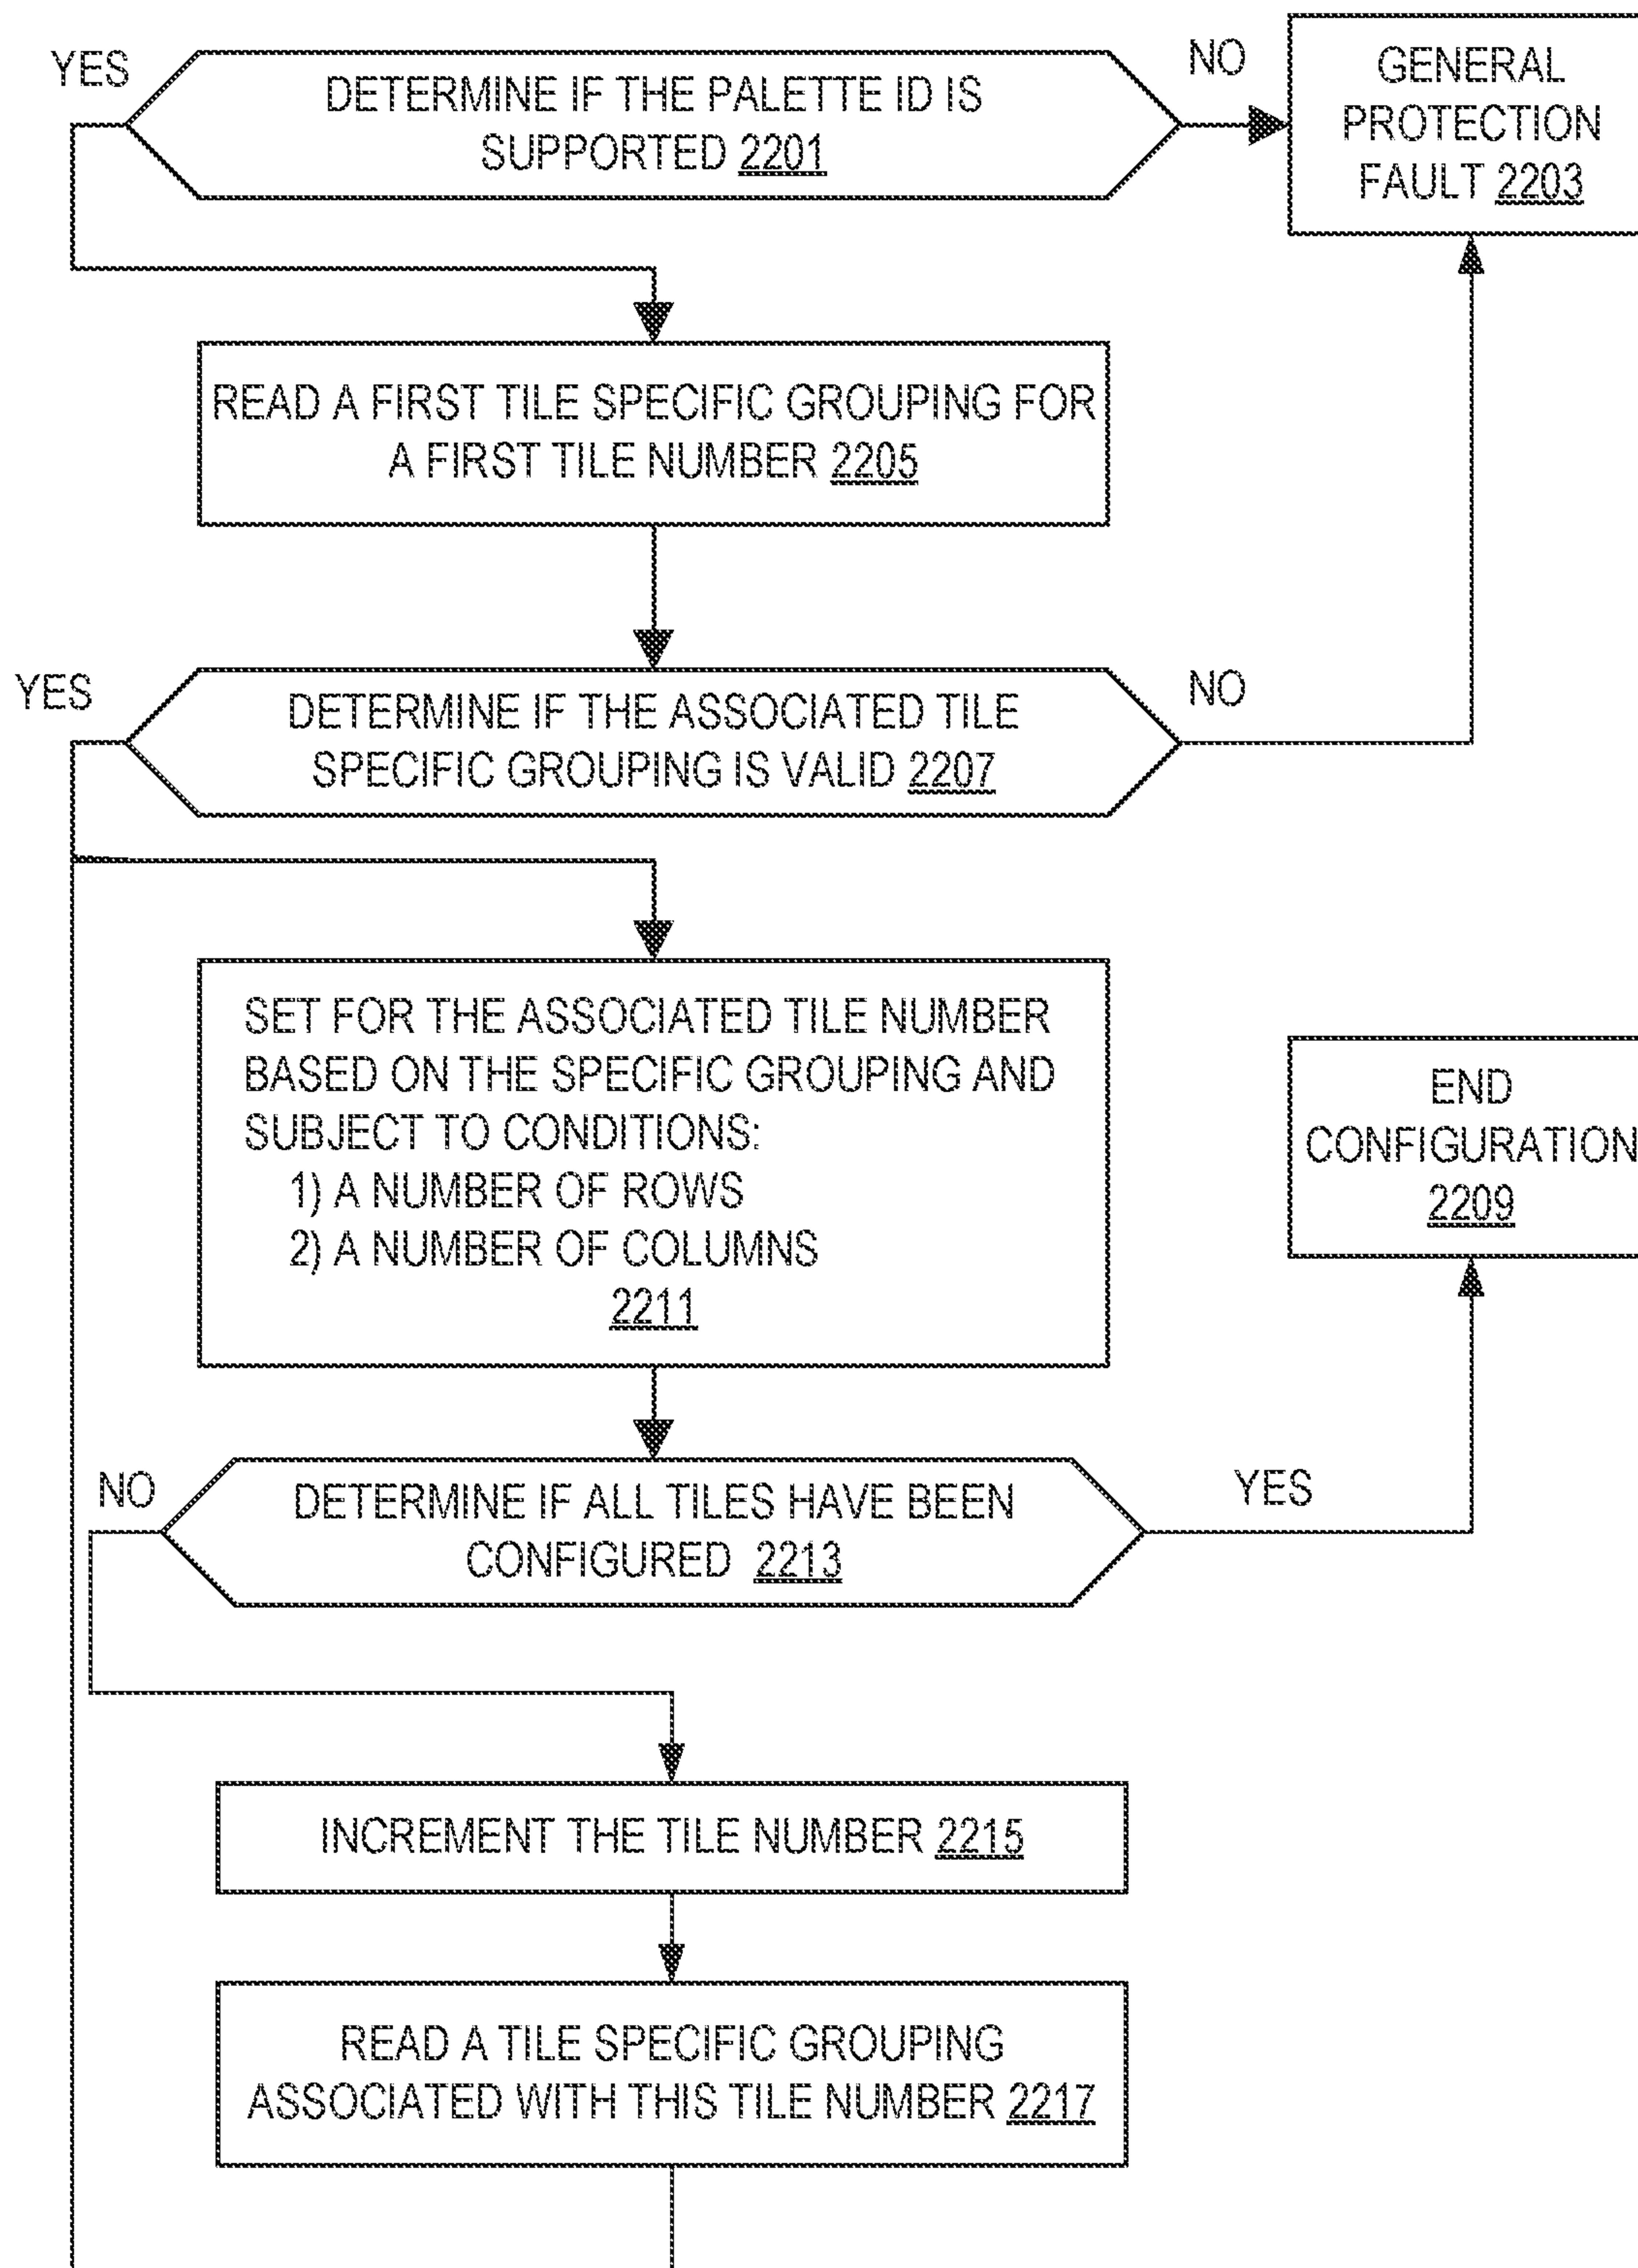 YES
DETERMINE IF THE PALETTE ID IS
SUPPORTED 2201
NO
GENERAL
PROTECTION
FAULT 2203
READ A FIRST TILE SPECIFIC GROUPING FOR
A FIRST TILE NUMBER 2205
YES
DETERMINE IF THE ASSOCIATED TILE
SPECIFIC GROUPING IS VALID 2207
NO
SET FOR THE ASSOCIATED TILE NUMBER
BASED ON THE SPECIFIC GROUPING AND
SUBJECT TO CONDITIONS:
1) A NUMBER OF ROWS
2) A NUMBER OF COLUMNS
2211
END
CONFIGURATION
2209
NO
DETERMINE IF ALL TILES HAVE BEEN
CONFIGURED 2213
YES
INCREMENT THE TILE NUMBER 2215
READ A TILE SPECIFIC GROUPING
ASSOCIATED WITH THIS TILE NUMBER 2217